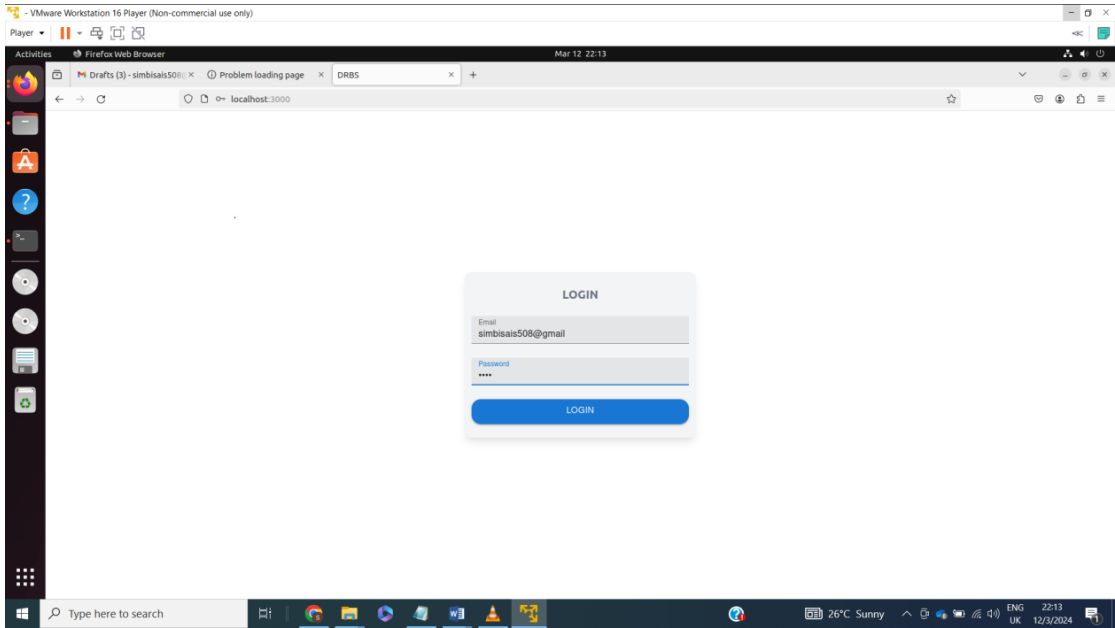 - VMware Workstation 16 Player (Non-commercial use only)
Player
Activities Firefox Web Browser Mar 12 22:13
Drafts (3) - simbisais508@ Problem loading page DRBS
localhost:3000
LOGIN
Email
simbisais508@gmail
Password
••••
LOGIN
Type here to search 26°C Sunny ENG 22:13
UK 12/3/2024